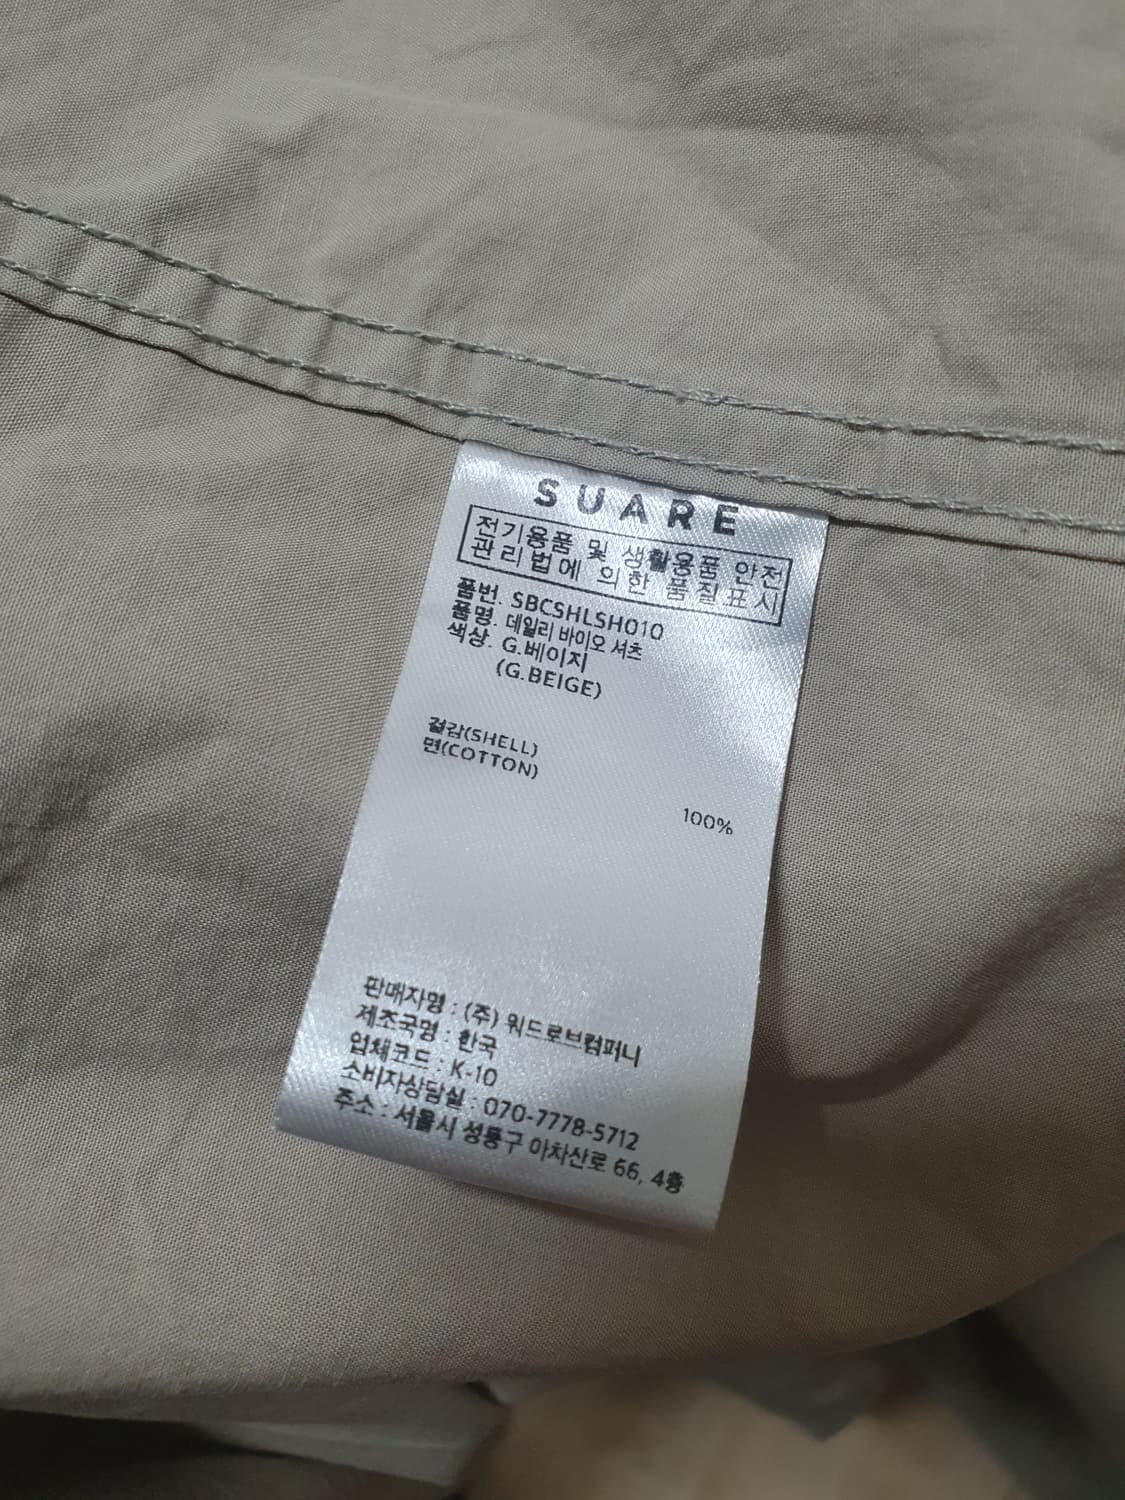 SUARE
전기용품 및 생활용품 안전
관리법에 의한 품질표시
품번. SBCSHLSH010
품명. 데일리 바이오 셔츠
색상. G.베이지
(G.BEIGE)
겉감(SHELL)
면(COTTON)
100%
판매자명 : (주) 워드로브컴퍼니
제조국명 : 한국
업체코드 : K-10
소비자상담실 : 070-7778-5712
주소 : 서울시 성동구 아차산로 66, 4층